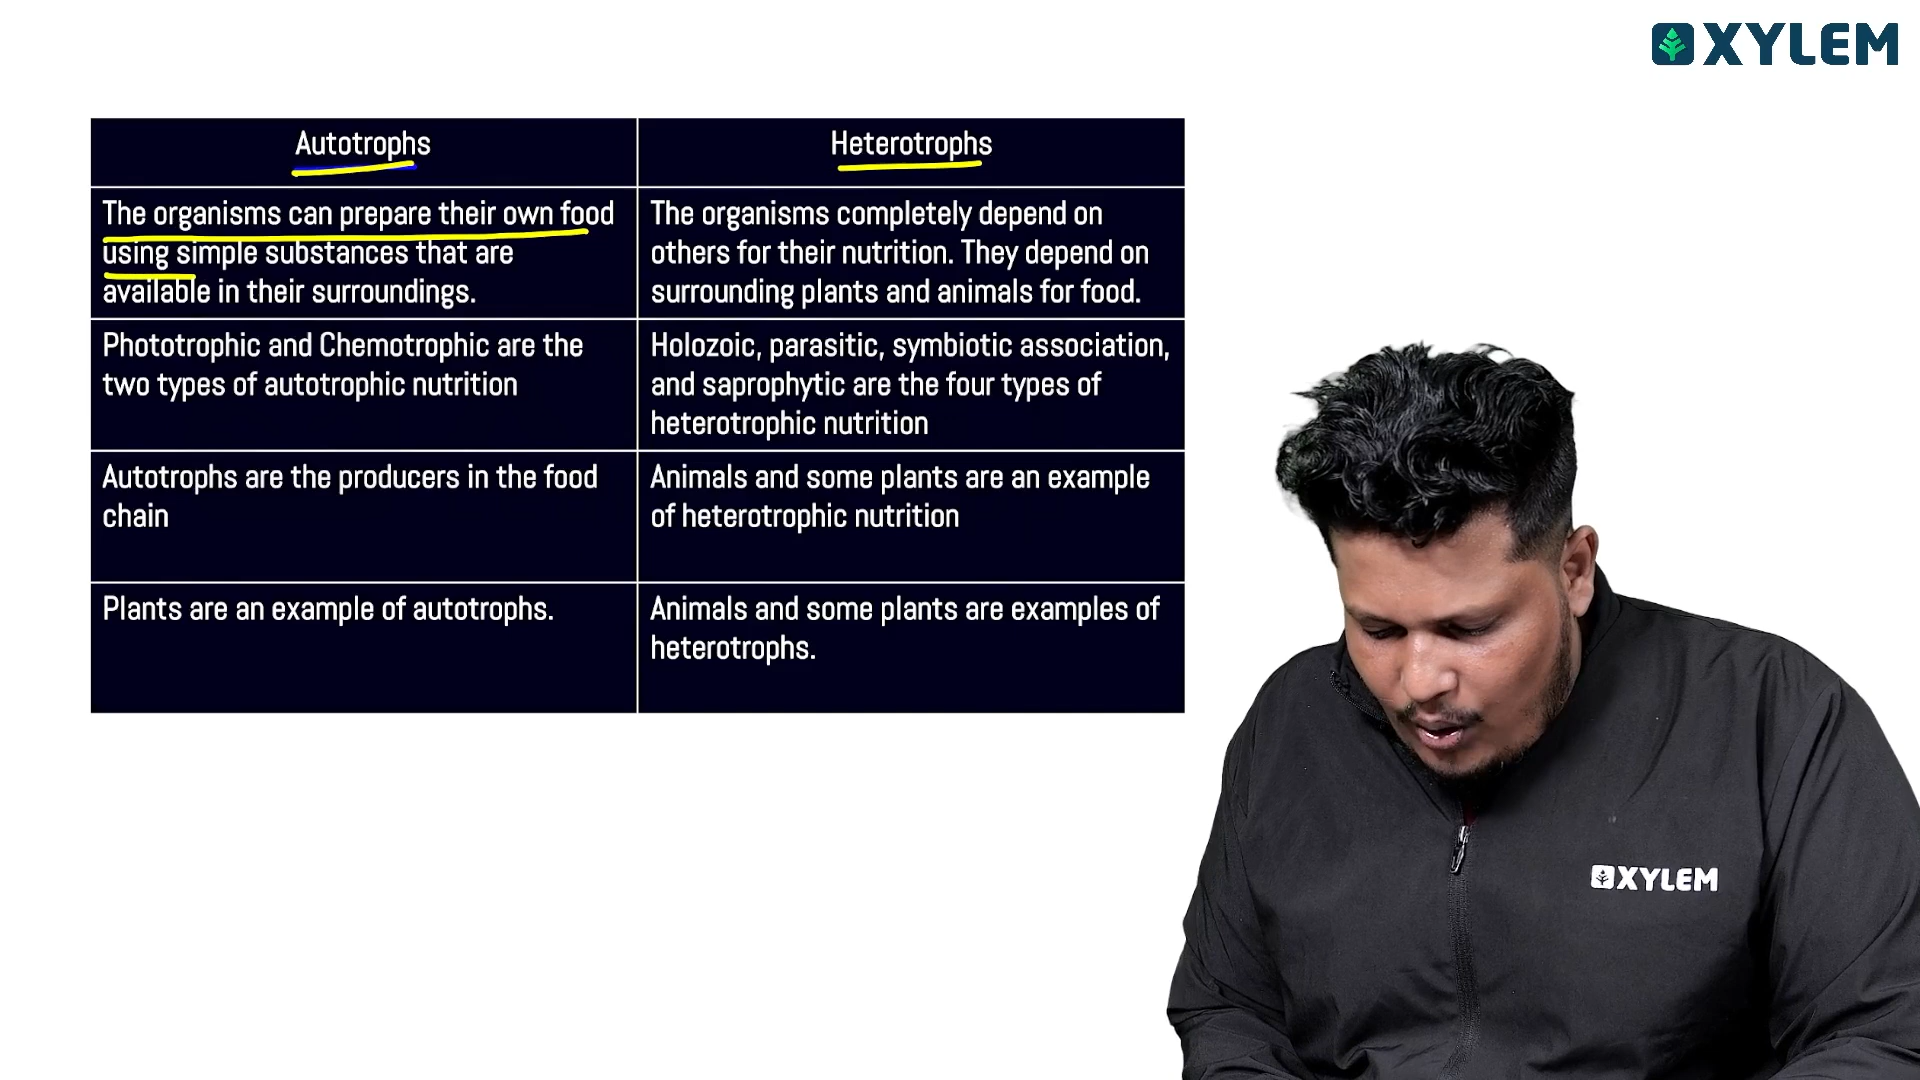 XYLEM
Autotrophs
Heterotrophs
The organisms can prepare their own food
using simple substances that are
available in their surroundings.
The organisms completely depend on
others for their nutrition. They depend on
surrounding plants and animals for food.
Phototrophic and Chemotrophic are the
two types of autotrophic nutrition
Holozoic, parasitic, symbiotic association,
and saprophytic are the four types of
heterotrophic nutrition
Autotrophs are the producers in the food
chain
Animals and some plants are an example
of heterotrophic nutrition
Plants are an example of autotrophs.
Animals and some plants are examples of
heterotrophs.
XYLEM